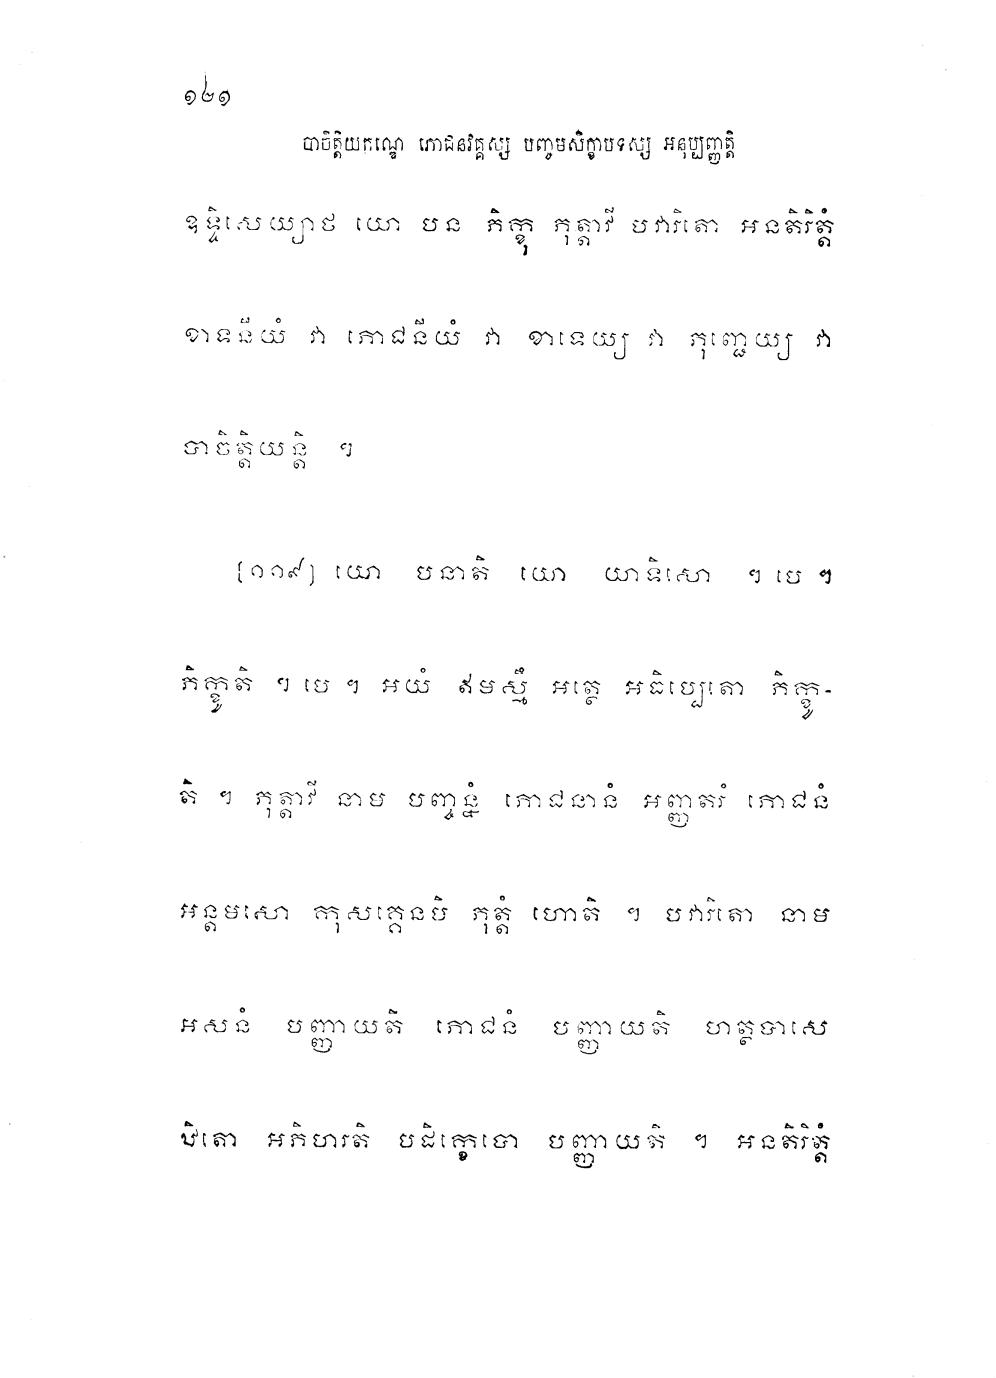 ១២១
បាចិត្តិយកណ្ឌេ ភោជនវគ្គស្ស បញ្ចមសិក្ខាបទស្ស អនុប្បញ្ញត្តិ
ឧទ្ទិសេយ្យាថ យោ បន ភិក្ខុ ភុត្តាវី បវារិតោ អនតិរិត្តំ
ខាទនីយំ វា ភោជនីយំ វា ខាទេយ្យ វា ភុញ្ជេយ្យ វា
បាចិត្តិយន្តិ ។
[១១៩] យោ បនាតិ យោ យាទិសោ ។ បេ ។
ភិក្ខូតិ ។ បេ ។ អយំ ឥមស្មឹ អត្ថេ អធិប្បេតោ ភិក្ខូ-
តិ ។ ភុត្តាវី នាម បញ្ចន្នំ ភោជនានំ អញ្ញតរំ ភោជនំ
អន្តមសោ កុសគ្គេនបិ ភុត្តំ ហោតិ ។ បវារិតោ នាម
អសនំ បញ្ញាយតិ ភោជនំ បញ្ញាយតិ ហត្ថបាសេ
ឋិតោ អភិហរតិ បដិក្ខេបោ បញ្ញាយតិ ។ អនតិរិត្តំ